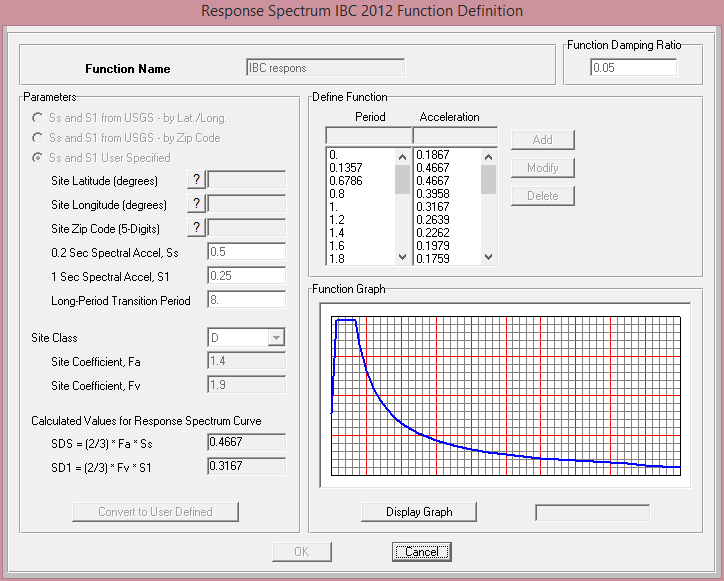 Response Spectrum IBC 2012 Function Definition
Function Name
IBC respons
Function Damping Ratio
0.05
Parameters
Ss and S1 from USGS - by Lat./Long.
Ss and S1 from USGS - by Zip Code
Ss and S1 User Specified
Site Latitude (degrees) ?
Site Longitude (degrees) ?
Site Zip Code (5-Digits) ?
0.2 Sec Spectral Accel, Ss 0.5
1 Sec Spectral Accel, S1 0.25
Long-Period Transition Period 8.
Site Class D
Site Coefficient, Fa 1.4
Site Coefficient, Fv 1.9
Calculated Values for Response Spectrum Curve
SDS = (2/3) * Fa * Ss 0.4667
SD1 = (2/3) * Fv * S1 0.3167
Convert to User Defined
Define Function
Period Acceleration
0. 0.1867
0.1357 0.4667
0.6786 0.4667
0.8 0.3958
1. 0.3167
1.2 0.2639
1.4 0.2262
1.6 0.1979
1.8 0.1759
Add
Modify
Delete
Function Graph
Display Graph
OK
Cancel